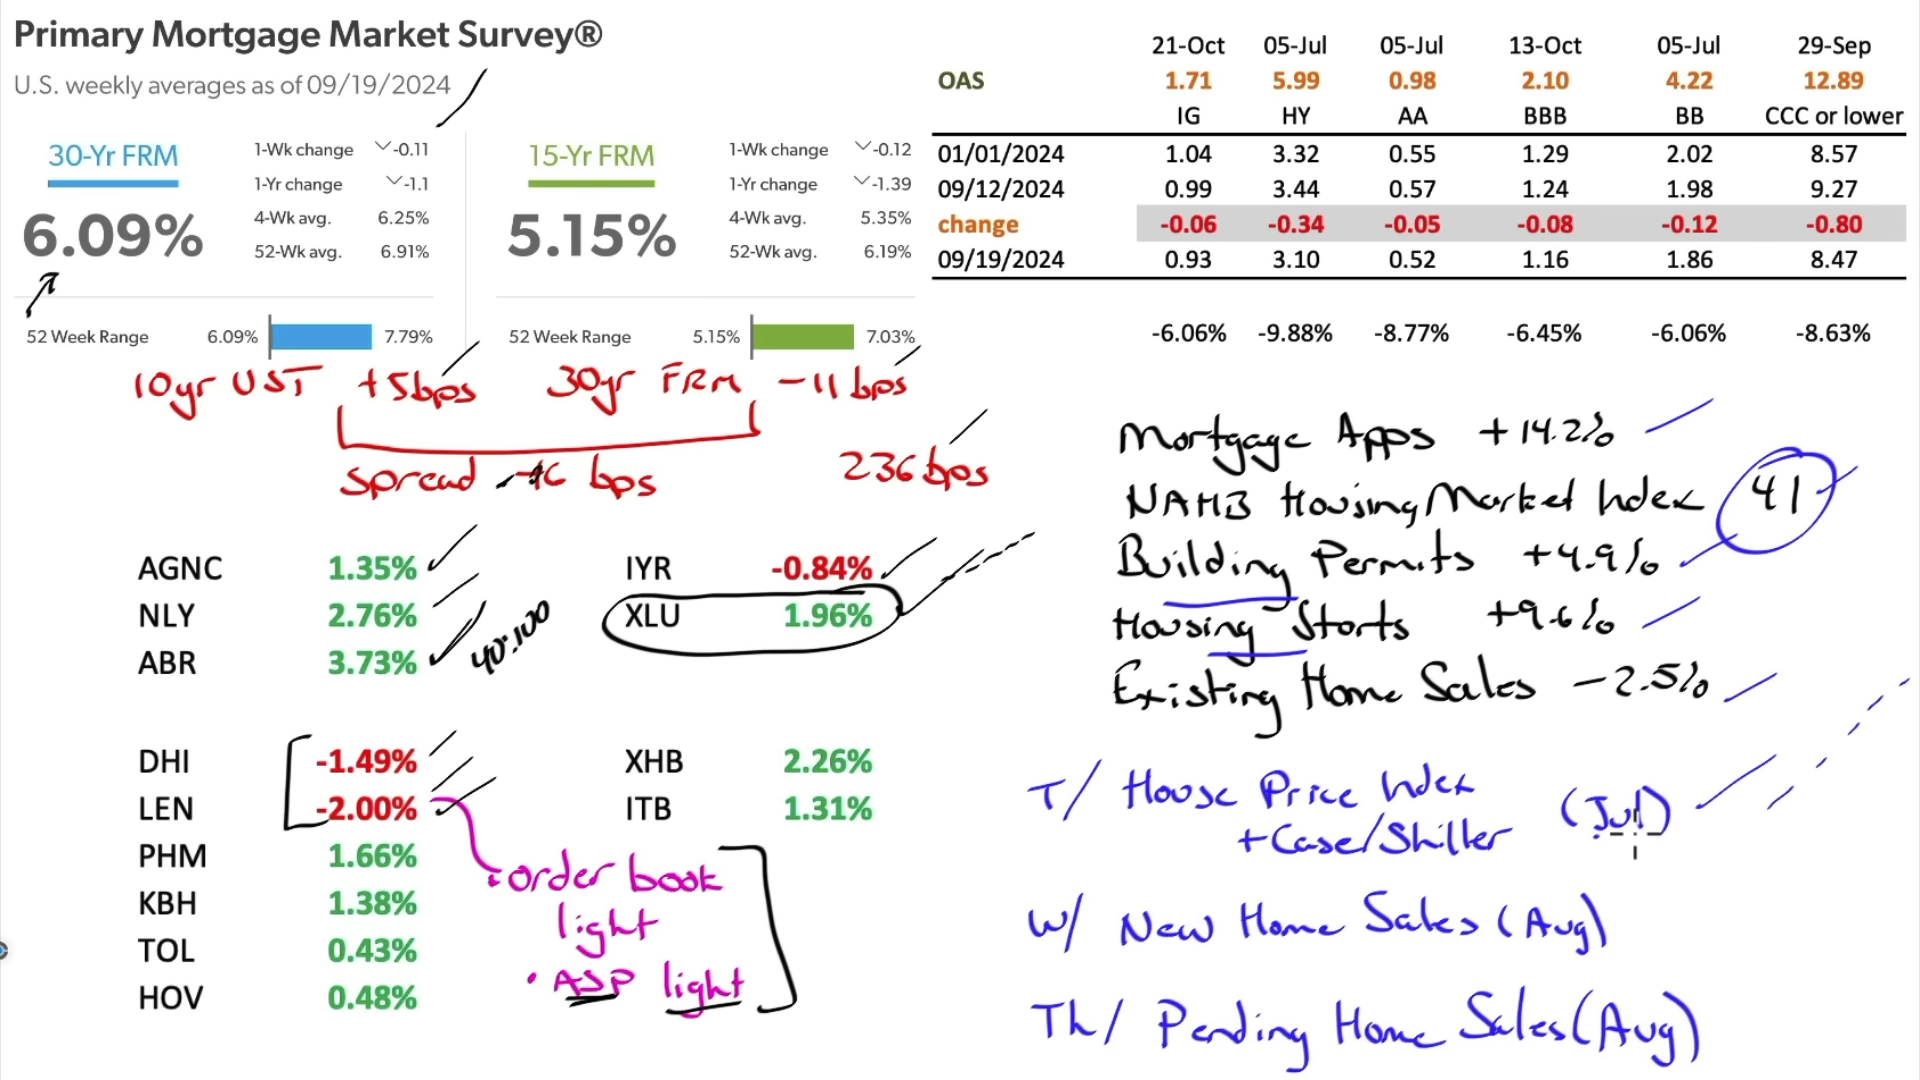 Primary Mortgage Market Survey®
U.S. weekly averages as of 09/19/2024
30-Yr FRM
6.09%
1-Wk change -0.11
1-Yr change -1.1
4-Wk avg. 6.25%
52-Wk avg. 6.91%
52 Week Range 6.09% 7.79%
15-Yr FRM
5.15%
1-Wk change -0.12
1-Yr change -1.39
4-Wk avg. 5.35%
52-Wk avg. 6.19%
52 Week Range 5.15% 7.03%
21-Oct 05-Jul 05-Jul 13-Oct 05-Jul 29-Sep
OAS 1.71 5.99 0.98 2.10 4.22 12.89
IG HY AA BBB BB CCC or lower
01/01/2024 1.04 3.32 0.55 1.29 2.02 8.57
09/12/2024 0.99 3.44 0.57 1.24 1.98 9.27
change -0.06 -0.34 -0.05 -0.08 -0.12 -0.80
09/19/2024 0.93 3.10 0.52 1.16 1.86 8.47
-6.06% -9.88% -8.77% -6.45% -6.06% -8.63%
10yr UST +5bps 30yr FRM -11 bps
spread -16 bps 236 bps
AGNC 1.35%
NLY 2.76%
ABR 3.73%
IYR -0.84%
XLU 1.96%
DHI -1.49%
LEN -2.00%
PHM 1.66%
KBH 1.38%
TOL 0.43%
HOV 0.48%
XHB 2.26%
ITB 1.31%
• order book
light
• ASP light
Mortgage Apps +14.2%
NAHB Housing Market Index 41
Building Permits +4.9%
Housing Starts +9.6%
Existing Home Sales -2.5%
T/ House Price Index
+Case/Shiller (Jul)
W/ New Home Sales (Aug)
Th/ Pending Home Sales (Aug)